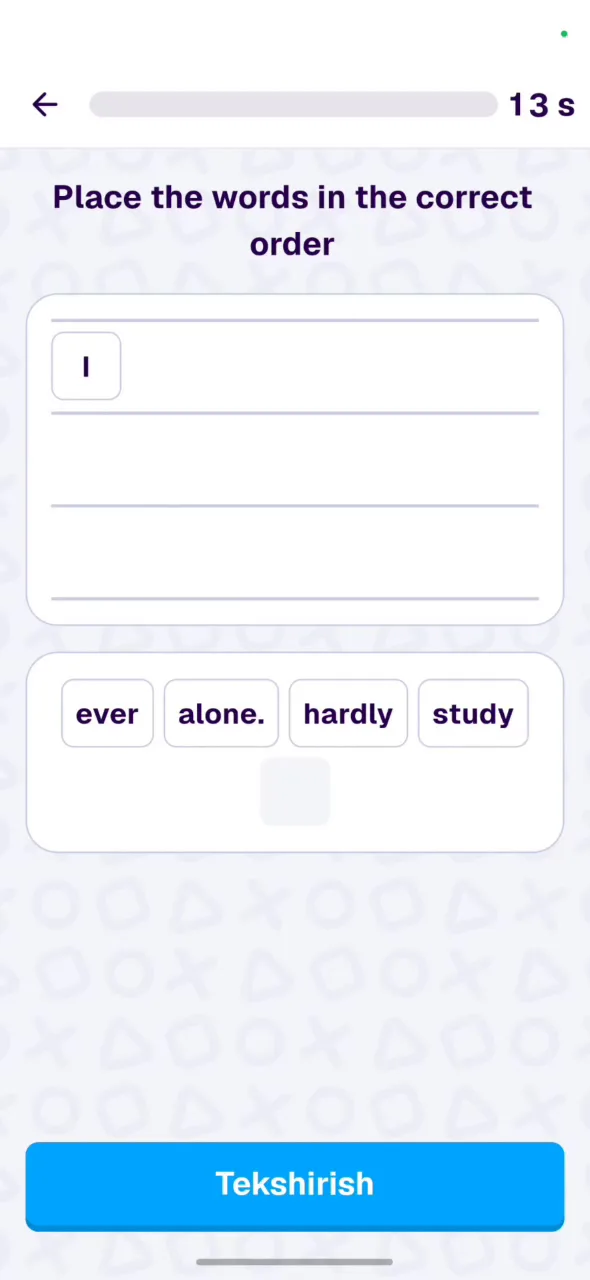 13 s
Place the words in the correct
order
I
ever alone. hardly study
Tekshirish